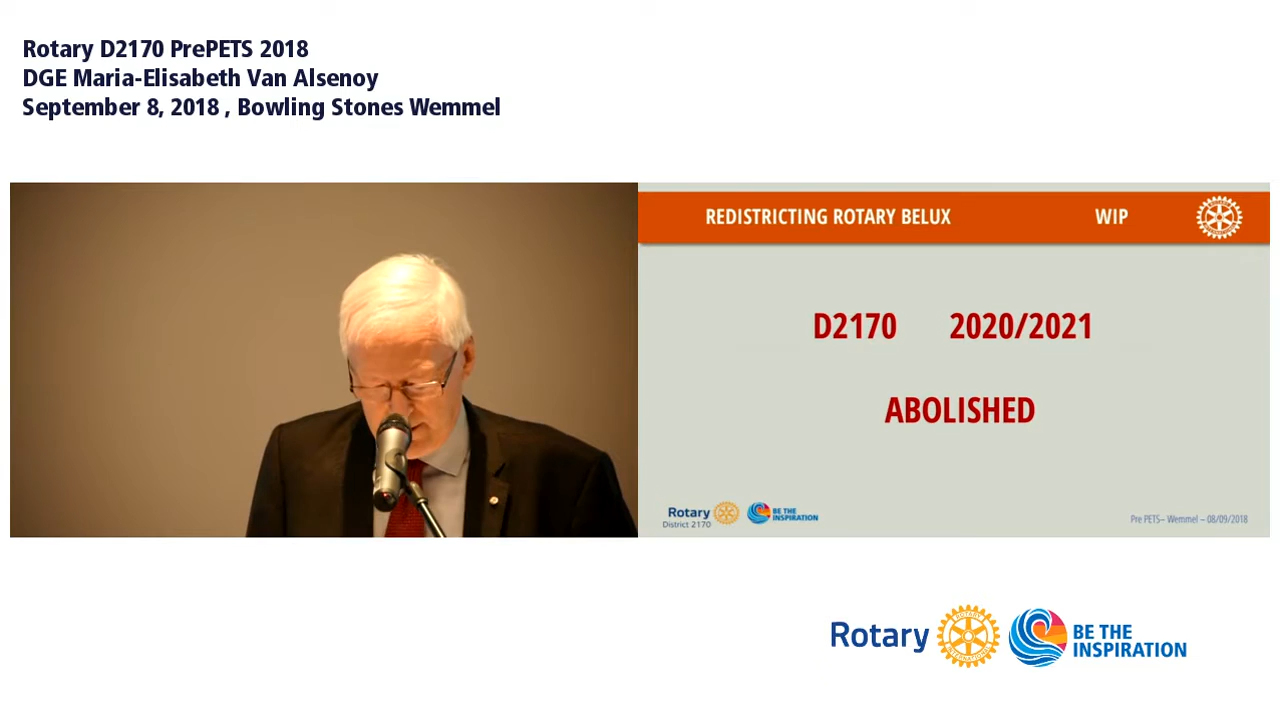 Rotary D2170 PrePETS 2018
DGE Maria-Elisabeth Van Alsenoy
September 8, 2018 , Bowling Stones Wemmel
REDISTRICTING ROTARY BELUX WIP
D2170 2020/2021
ABOLISHED
Rotary
District 2170
BE THE
INSPIRATION
Pre PETS– Wemmel – 08/09/2018
Rotary
ROTARY
INTERNATIONAL
BE THE
INSPIRATION